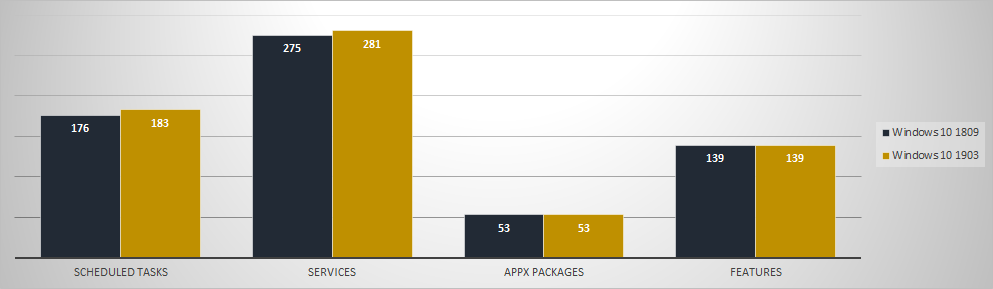 176
183
275
281
53
53
139
139
SCHEDULED TASKS
SERVICES
APPX PACKAGES
FEATURES
Windows 10 1809
Windows 10 1903